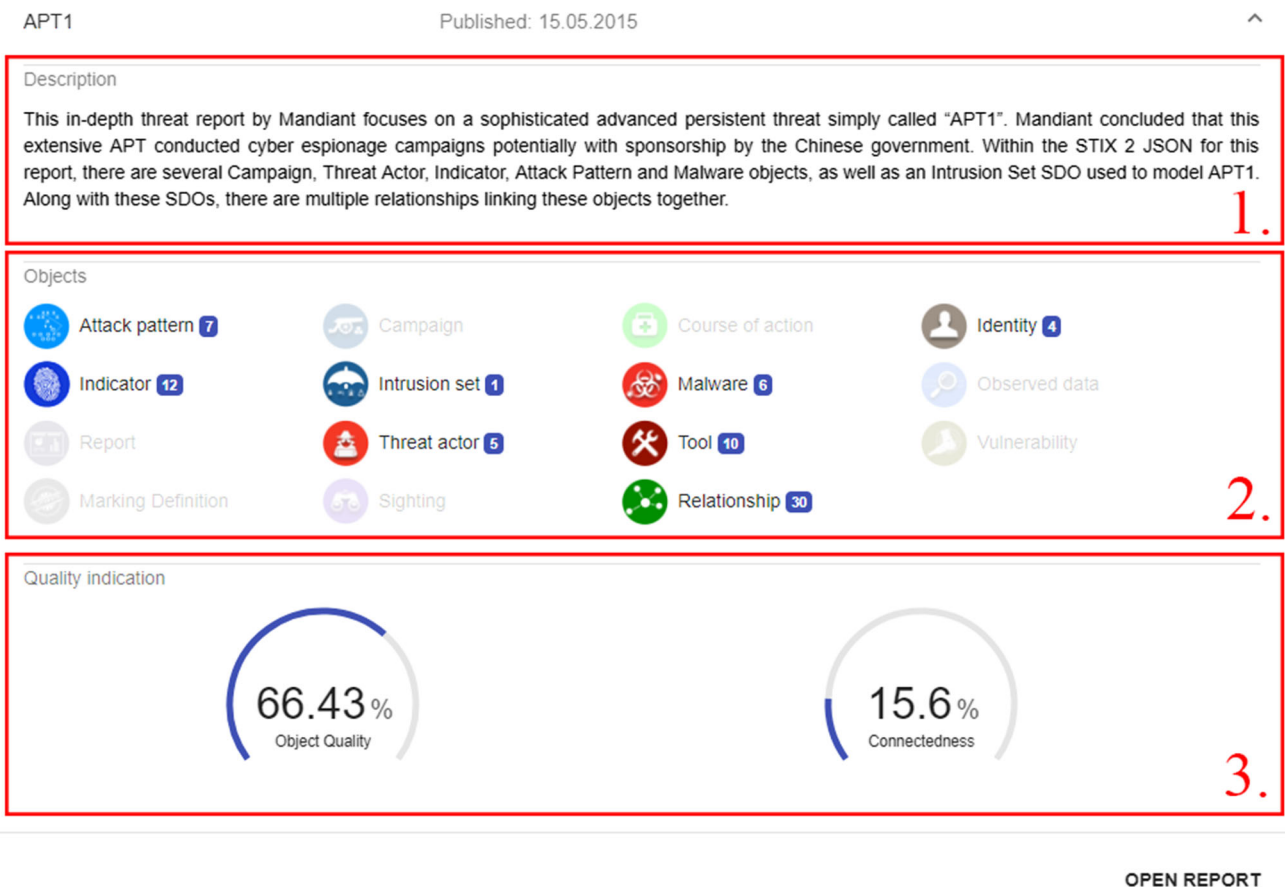 APT1 Published: 15.05.2015
Description
This in-depth threat report by Mandiant focuses on a sophisticated advanced persistent threat simply called “APT1”. Mandiant concluded that this
extensive APT conducted cyber espionage campaigns potentially with sponsorship by the Chinese government. Within the STIX 2 JSON for this
report, there are several Campaign, Threat Actor, Indicator, Attack Pattern and Malware objects, as well as an Intrusion Set SDO used to model APT1.
Along with these SDOs, there are multiple relationships linking these objects together.
1.
Objects
Attack pattern 7 Campaign Course of action Identity 4
Indicator 12 Intrusion set 1 Malware 6 Observed data
Report Threat actor 5 Tool 10 Vulnerability
Marking Definition Sighting Relationship 30
2.
Quality indication
66.43 % 15.6 %
Object Quality Connectedness
3.
OPEN REPORT